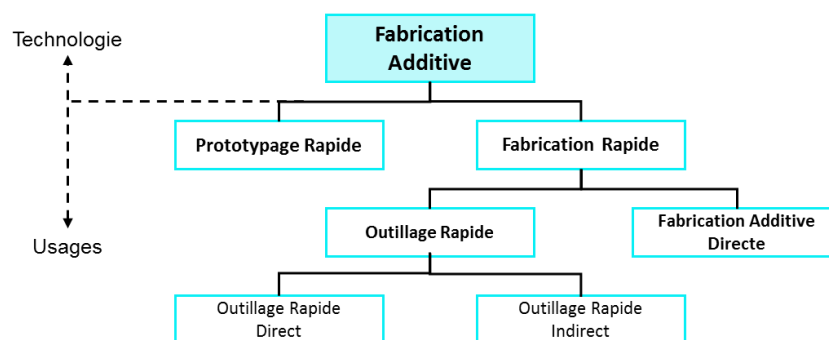 Technologie
Fabrication
Additive
Prototypage Rapide
Fabrication Rapide
Usages
Outillage Rapide
Fabrication Additive
Directe
Outillage Rapide
Direct
Outillage Rapide
Indirect